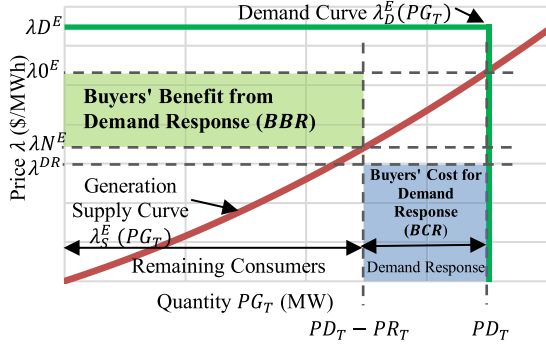 Demand Curve λ_D^E(PG_T)
λD^E
λ0^E
Buyers' Benefit from
Demand Response (BBR)
λN^E
λ^DR
Price λ ($/MWh)
Buyers' Cost for
Demand
Response
(BCR)
Generation
Supply Curve
λ_S^E(PG_T)
Remaining Consumers
Demand Response
Quantity PG_T (MW)
PD_T − PR_T
PD_T